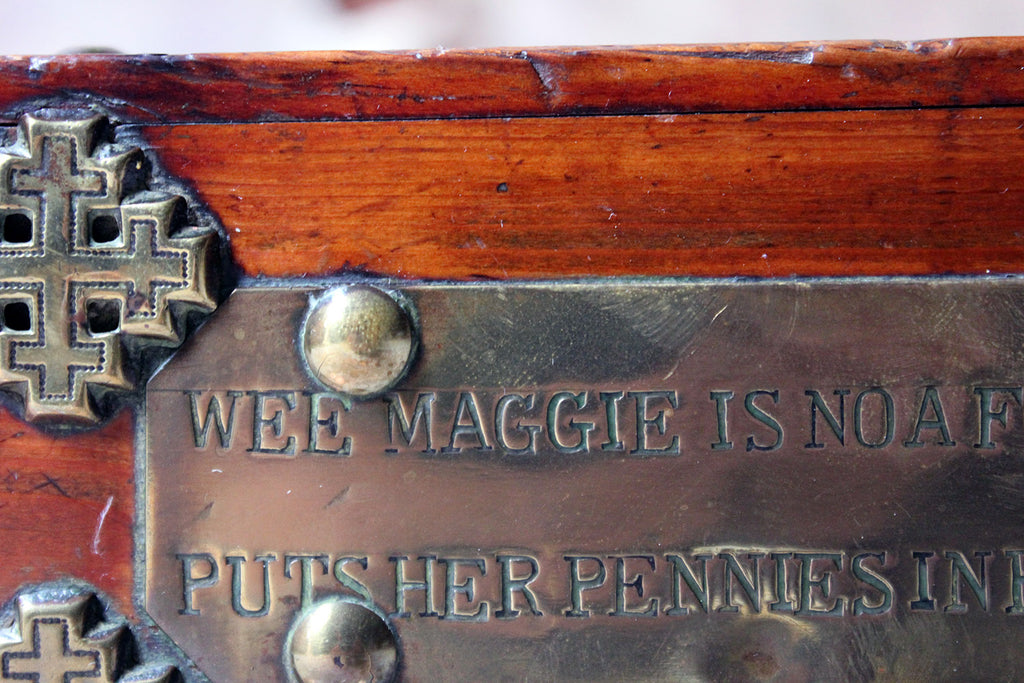 WEE MAGGIE IS NO A F
PUTS HER PENNIES IN H